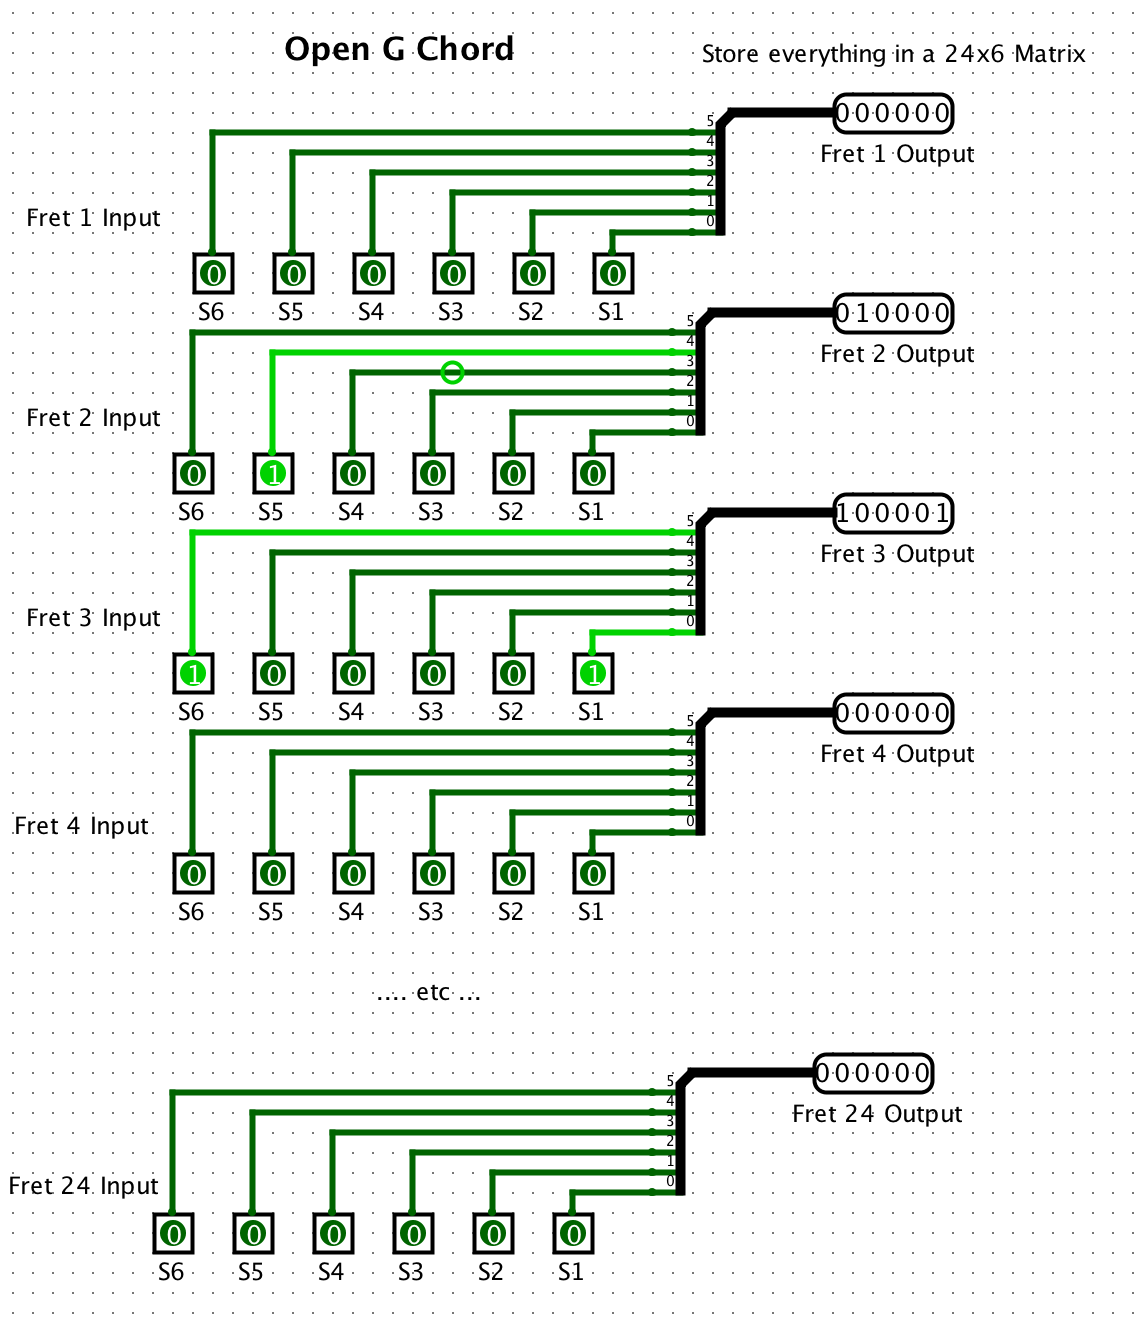 Open G Chord
Store everything in a 24x6 Matrix
000000
Fret 1 Output
5
4
3
2
1
0
Fret 1 Input
0 0 0 0 0 0
S6 S5 S4 S3 S2 S1
010000
Fret 2 Output
5
4
3
2
1
0
Fret 2 Input
0 1 0 0 0 0
S6 S5 S4 S3 S2 S1
100001
Fret 3 Output
5
4
3
2
1
0
Fret 3 Input
1 0 0 0 0 1
S6 S5 S4 S3 S2 S1
000000
Fret 4 Output
5
4
3
2
1
0
Fret 4 Input
0 0 0 0 0 0
S6 S5 S4 S3 S2 S1
.... etc ...
000000
Fret 24 Output
5
4
3
2
1
0
Fret 24 Input
0 0 0 0 0 0
S6 S5 S4 S3 S2 S1